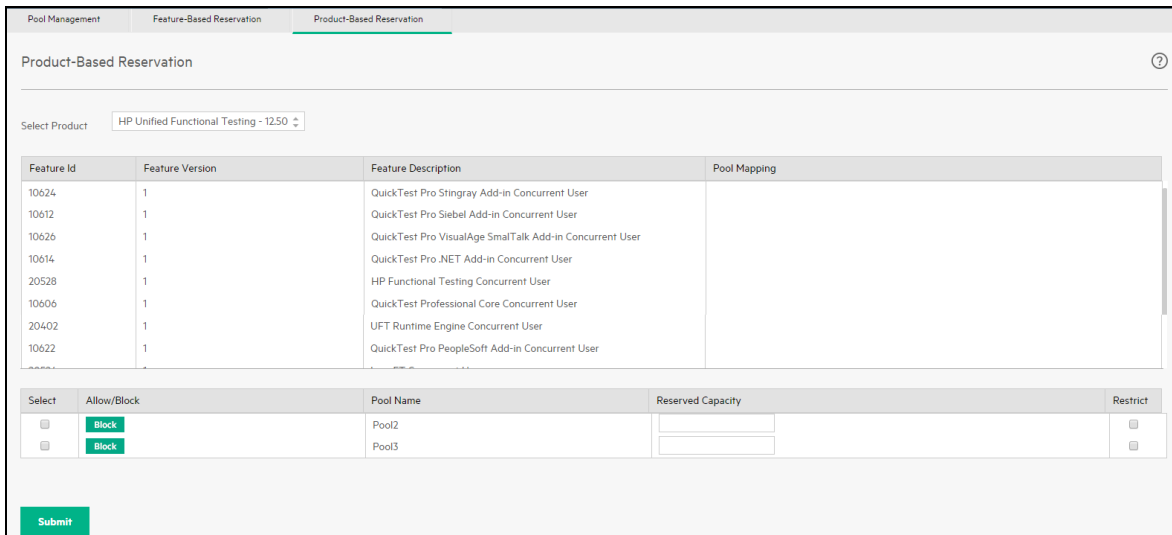 Pool Management Feature-Based Reservation Product-Based Reservation
Product-Based Reservation ?
Select Product HP Unified Functional Testing - 12.50
Feature Id Feature Version Feature Description Pool Mapping
10624 1 QuickTest Pro Stingray Add-in Concurrent User
10612 1 QuickTest Pro Siebel Add-in Concurrent User
10626 1 QuickTest Pro VisualAge SmalTalk Add-in Concurrent User
10614 1 QuickTest Pro .NET Add-in Concurrent User
20528 1 HP Functional Testing Concurrent User
10606 1 QuickTest Professional Core Concurrent User
20402 1 UFT Runtime Engine Concurrent User
10622 1 QuickTest Pro PeopleSoft Add-in Concurrent User
Select Allow/Block Pool Name Reserved Capacity Restrict
Block Pool2
Block Pool3
Submit